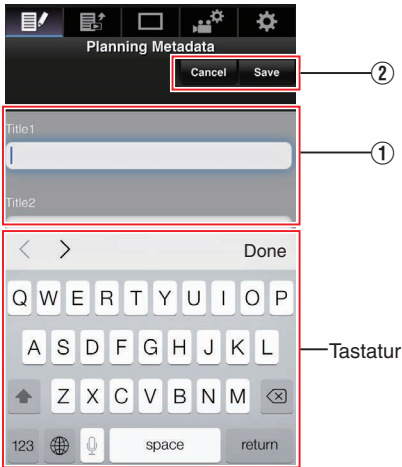 Planning Metadata
Cancel Save
②
Title1
①
Title2
Done
Q W E R T Y U I O P
A S D F G H J K L
Tastatur
Z X C V B N M
123 space return